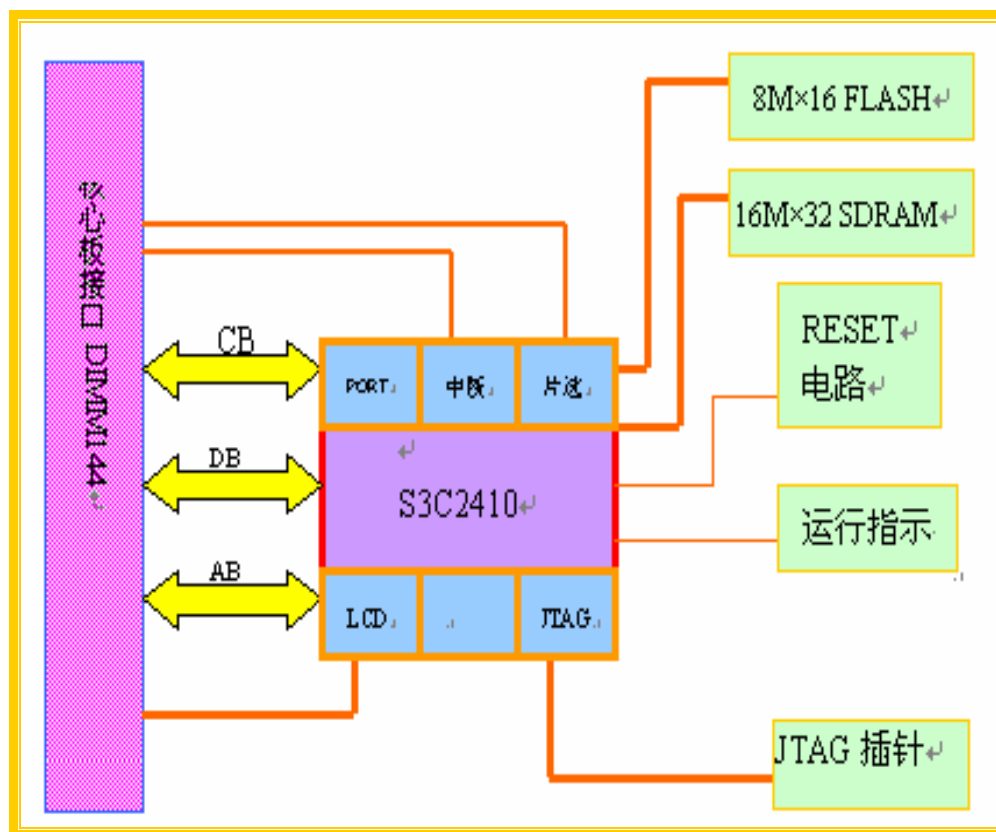 核心板接口 DIMM144
8M×16 FLASH
16M×32 SDRAM
RESET
电路
CB
PORT
中断
片选
DB
S3C2410
运行指示
AB
LCD
JTAG
JTAG 插针